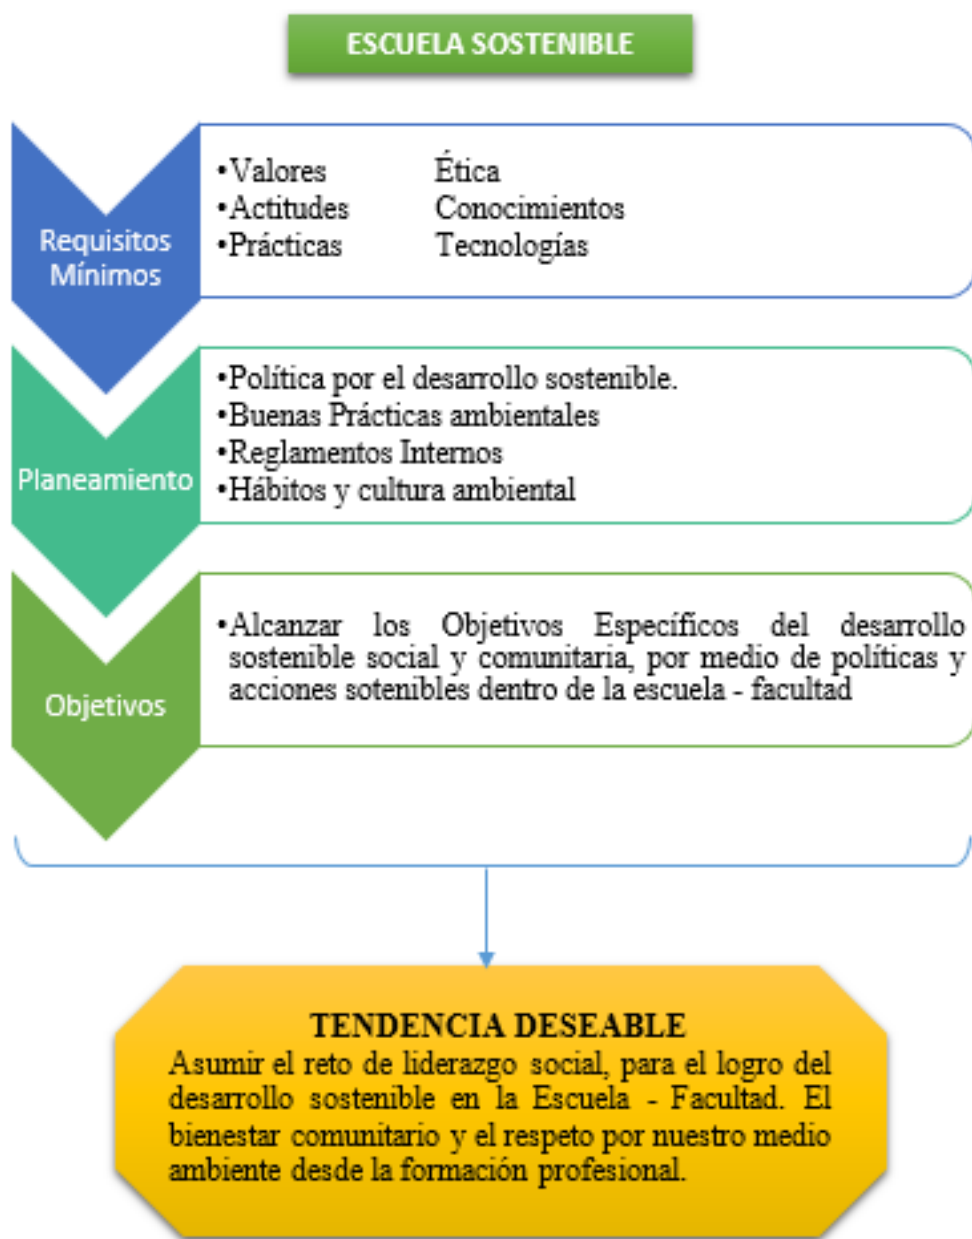 ESCUELA SOSTENIBLE
Requisitos
Mínimos
•Valores Ética
•Actitudes Conocimientos
•Prácticas Tecnologías
Planeamiento
•Política por el desarrollo sostenible.
•Buenas Prácticas ambientales
•Reglamentos Internos
•Hábitos y cultura ambiental
Objetivos
•Alcanzar los Objetivos Específicos del desarrollo
sostenible social y comunitaria, por medio de políticas y
acciones sotenibles dentro de la escuela - facultad
TENDENCIA DESEABLE
Asumir el reto de liderazgo social, para el logro del
desarrollo sostenible en la Escuela - Facultad. El
bienestar comunitario y el respeto por nuestro medio
ambiente desde la formación profesional.